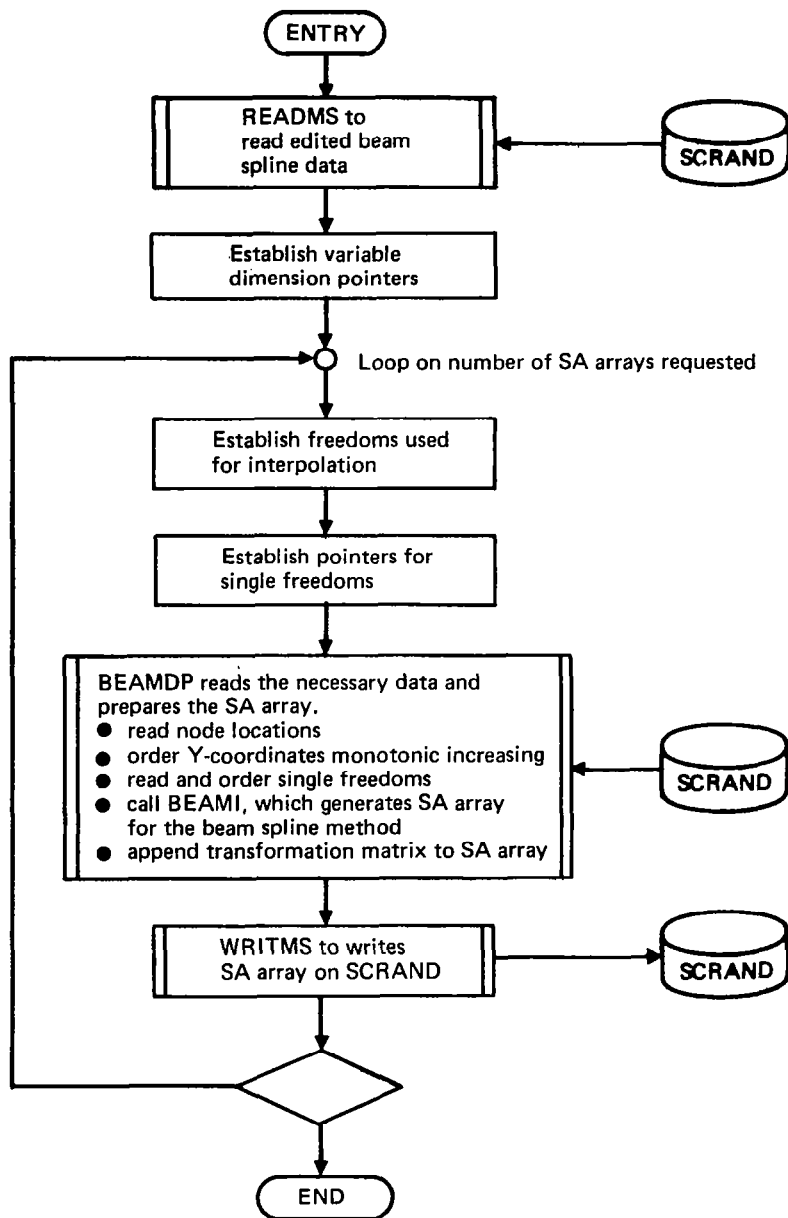 ENTRY
READMS to
read edited beam
spline data
SCRAND
Establish variable
dimension pointers
Loop on number of SA arrays requested
Establish freedoms used
for interpolation
Establish pointers for
single freedoms
BEAMDP reads the necessary data and
prepares the SA array.
● read node locations
● order Y-coordinates monotonic increasing
● read and order single freedoms
● call BEAMI, which generates SA array
for the beam spline method
● append transformation matrix to SA array
SCRAND
WRITMS to writes
SA array on SCRAND
SCRAND
END